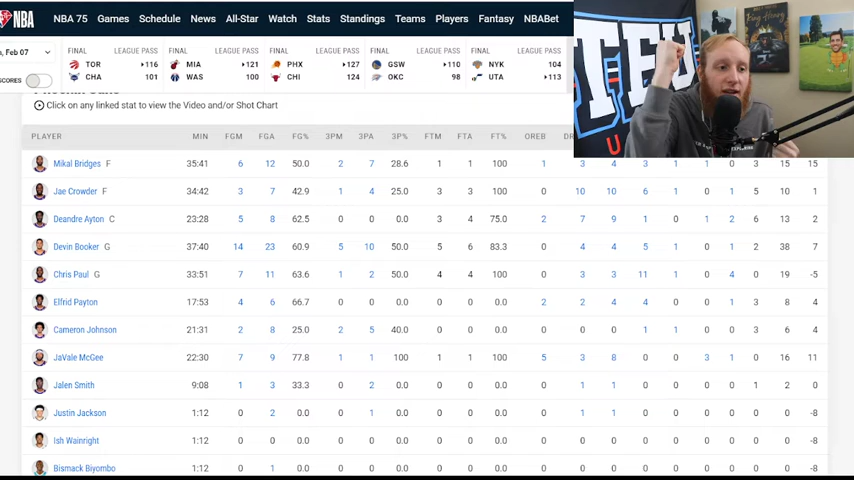 NBA NBA 75 Games Schedule News All-Star Watch Stats Standings Teams Players Fantasy NBABet
, Feb 07
SCORES
FINAL LEAGUE PASS
TOR 116
CHA 101
FINAL LEAGUE PASS
MIA 121
WAS 100
FINAL LEAGUE PASS
PHX 127
CHI 124
FINAL LEAGUE PASS
GSW 110
OKC 98
FINAL LEAGUE PASS
NYK 104
UTA 113
Click on any linked stat to view the Video and/or Shot Chart
PLAYER MIN FGM FGA FG% 3PM 3PA 3P% FTM FTA FT% OREB
Mikal Bridges F 35:41 6 12 50.0 2 7 28.6 1 1 100 1 3 4 3 1 1 0 3 15 15
Jae Crowder F 34:42 3 7 42.9 1 4 25.0 3 3 100 0 10 10 6 1 0 1 5 10 1
Deandre Ayton C 23:28 5 8 62.5 0 0 0.0 3 4 75.0 2 7 9 1 0 1 2 6 13 2
Devin Booker G 37:40 14 23 60.9 5 10 50.0 5 6 83.3 0 4 4 5 1 0 1 2 38 7
Chris Paul G 33:51 7 11 63.6 1 2 50.0 4 4 100 0 3 3 11 1 0 4 0 19 -5
Elfrid Payton 17:53 4 6 66.7 0 0 0.0 0 0 0.0 2 2 4 4 0 0 1 3 8 4
Cameron Johnson 21:31 2 8 25.0 2 5 40.0 0 0 0.0 0 0 0 1 1 0 0 3 6 4
JaVale McGee 22:30 7 9 77.8 1 1 100 1 1 100 5 3 8 0 0 3 1 0 16 11
Jalen Smith 9:08 1 3 33.3 0 2 0.0 0 0 0.0 0 1 1 0 0 0 0 1 2 0
Justin Jackson 1:12 0 2 0.0 0 1 0.0 0 0 0.0 0 1 1 0 0 0 0 0 0 -8
Ish Wainright 1:12 0 0 0.0 0 0 0.0 0 0 0.0 0 0 0 0 0 0 0 0 0 -8
Bismack Biyombo 1:12 0 1 0.0 0 0 0.0 0 0 0.0 0 0 0 0 0 0 0 0 0 -8